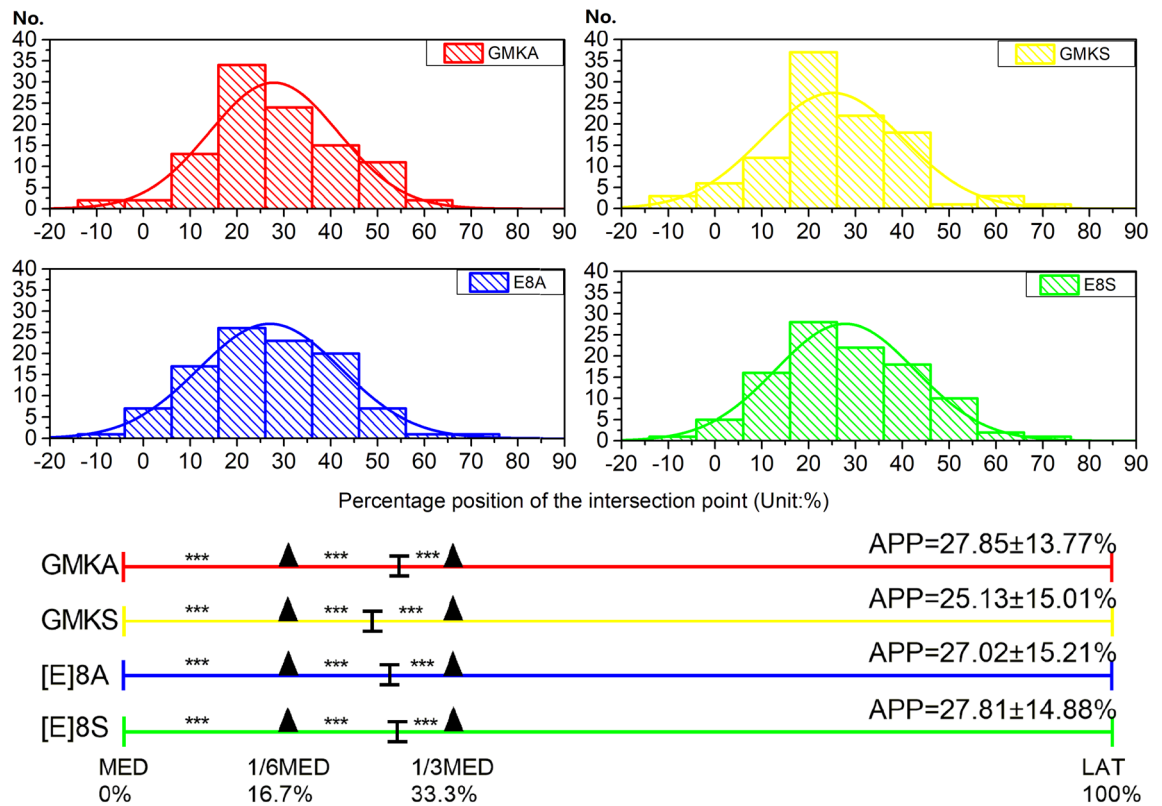 No.
GMKA
40
35
30
25
20
15
10
5
0
-20 -10 0 10 20 30 40 50 60 70 80 90
No.
GMKS
40
35
30
25
20
15
10
5
0
-20 -10 0 10 20 30 40 50 60 70 80 90
E8A
40
35
30
25
20
15
10
5
0
-20 -10 0 10 20 30 40 50 60 70 80 90
E8S
40
35
30
25
20
15
10
5
0
-20 -10 0 10 20 30 40 50 60 70 80 90
Percentage position of the intersection point (Unit:%)
GMKA *** *** *** APP=27.85±13.77%
GMKS *** *** *** APP=25.13±15.01%
[E]8A *** *** *** APP=27.02±15.21%
[E]8S *** *** *** APP=27.81±14.88%
MED 1/6MED 1/3MED LAT
0% 16.7% 33.3% 100%